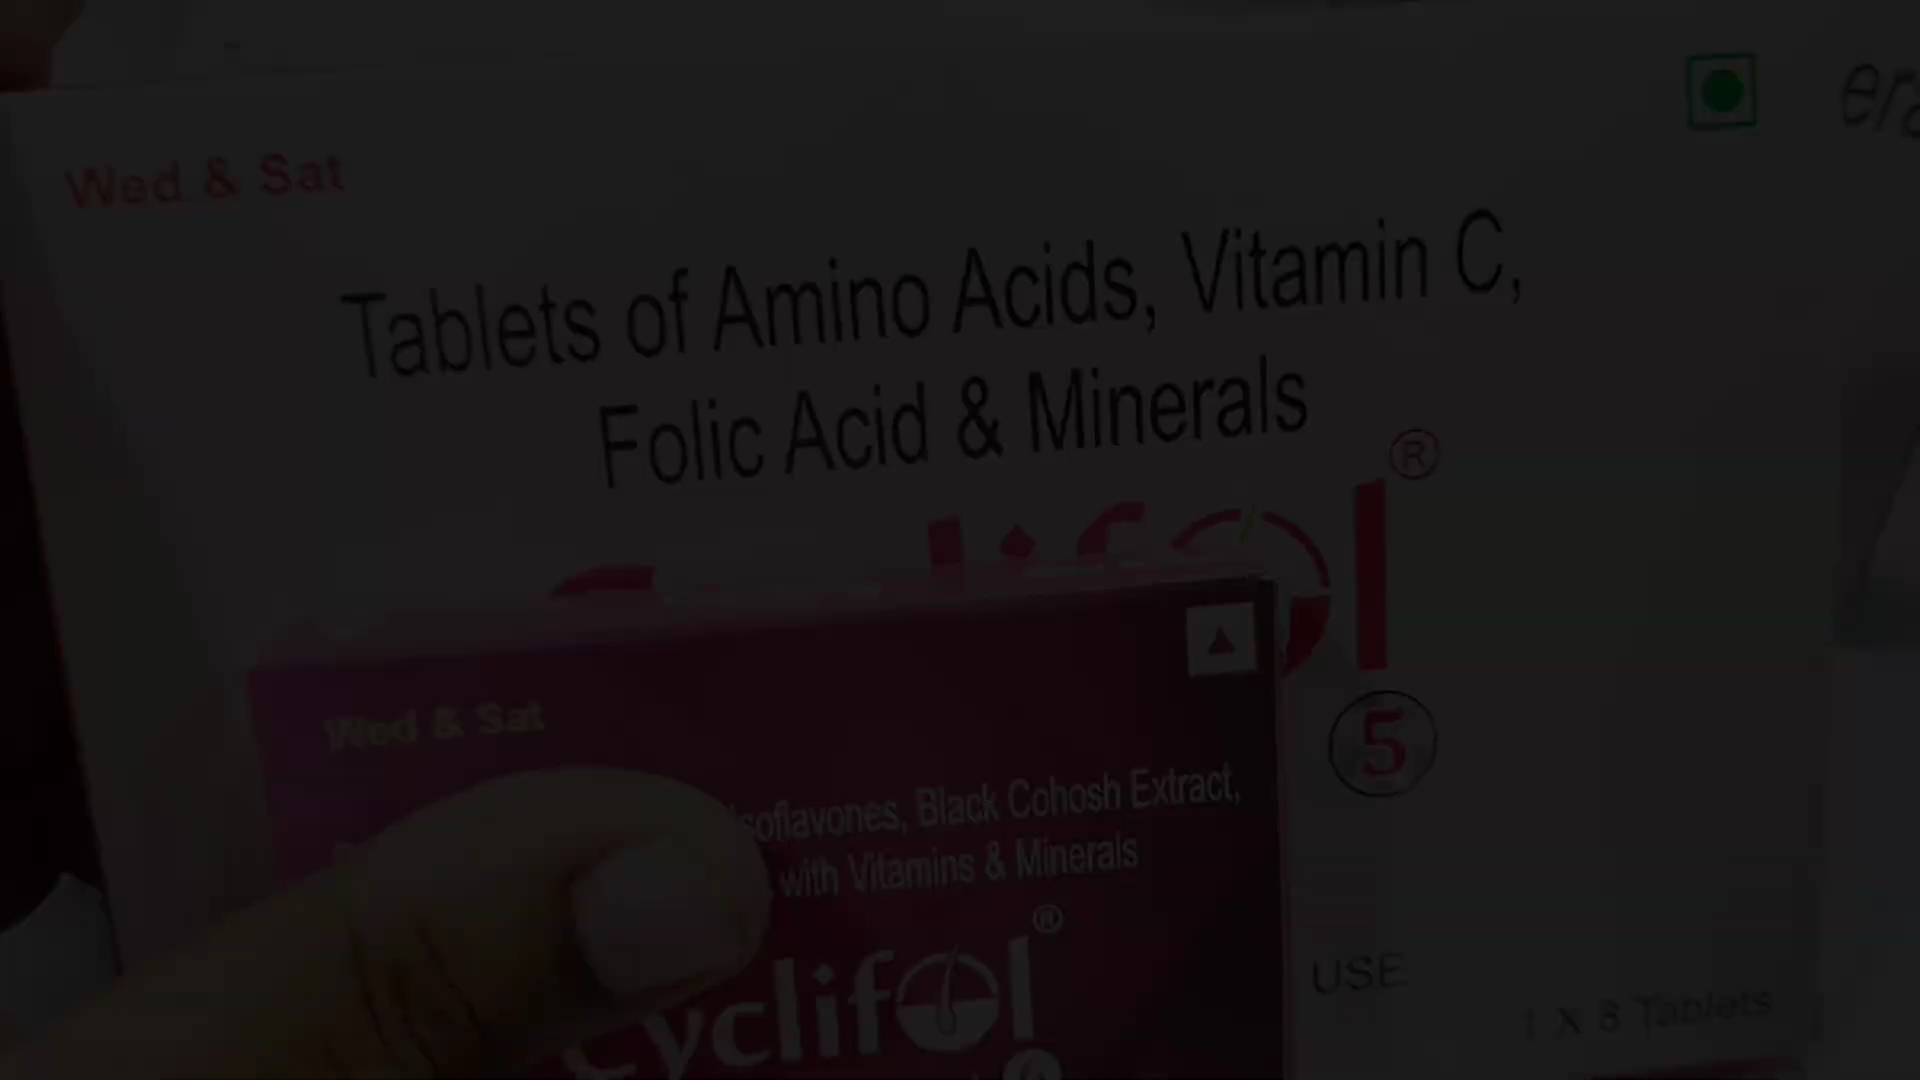 Wed & Sat
Tablets of Amino Acids, Vitamin C,
Folic Acid & Minerals
®
5
USE
1 X 8 Tablets
Wed & Sat
soflavones, Black Cohosh Extract,
with Vitamins & Minerals
Cyclifol®